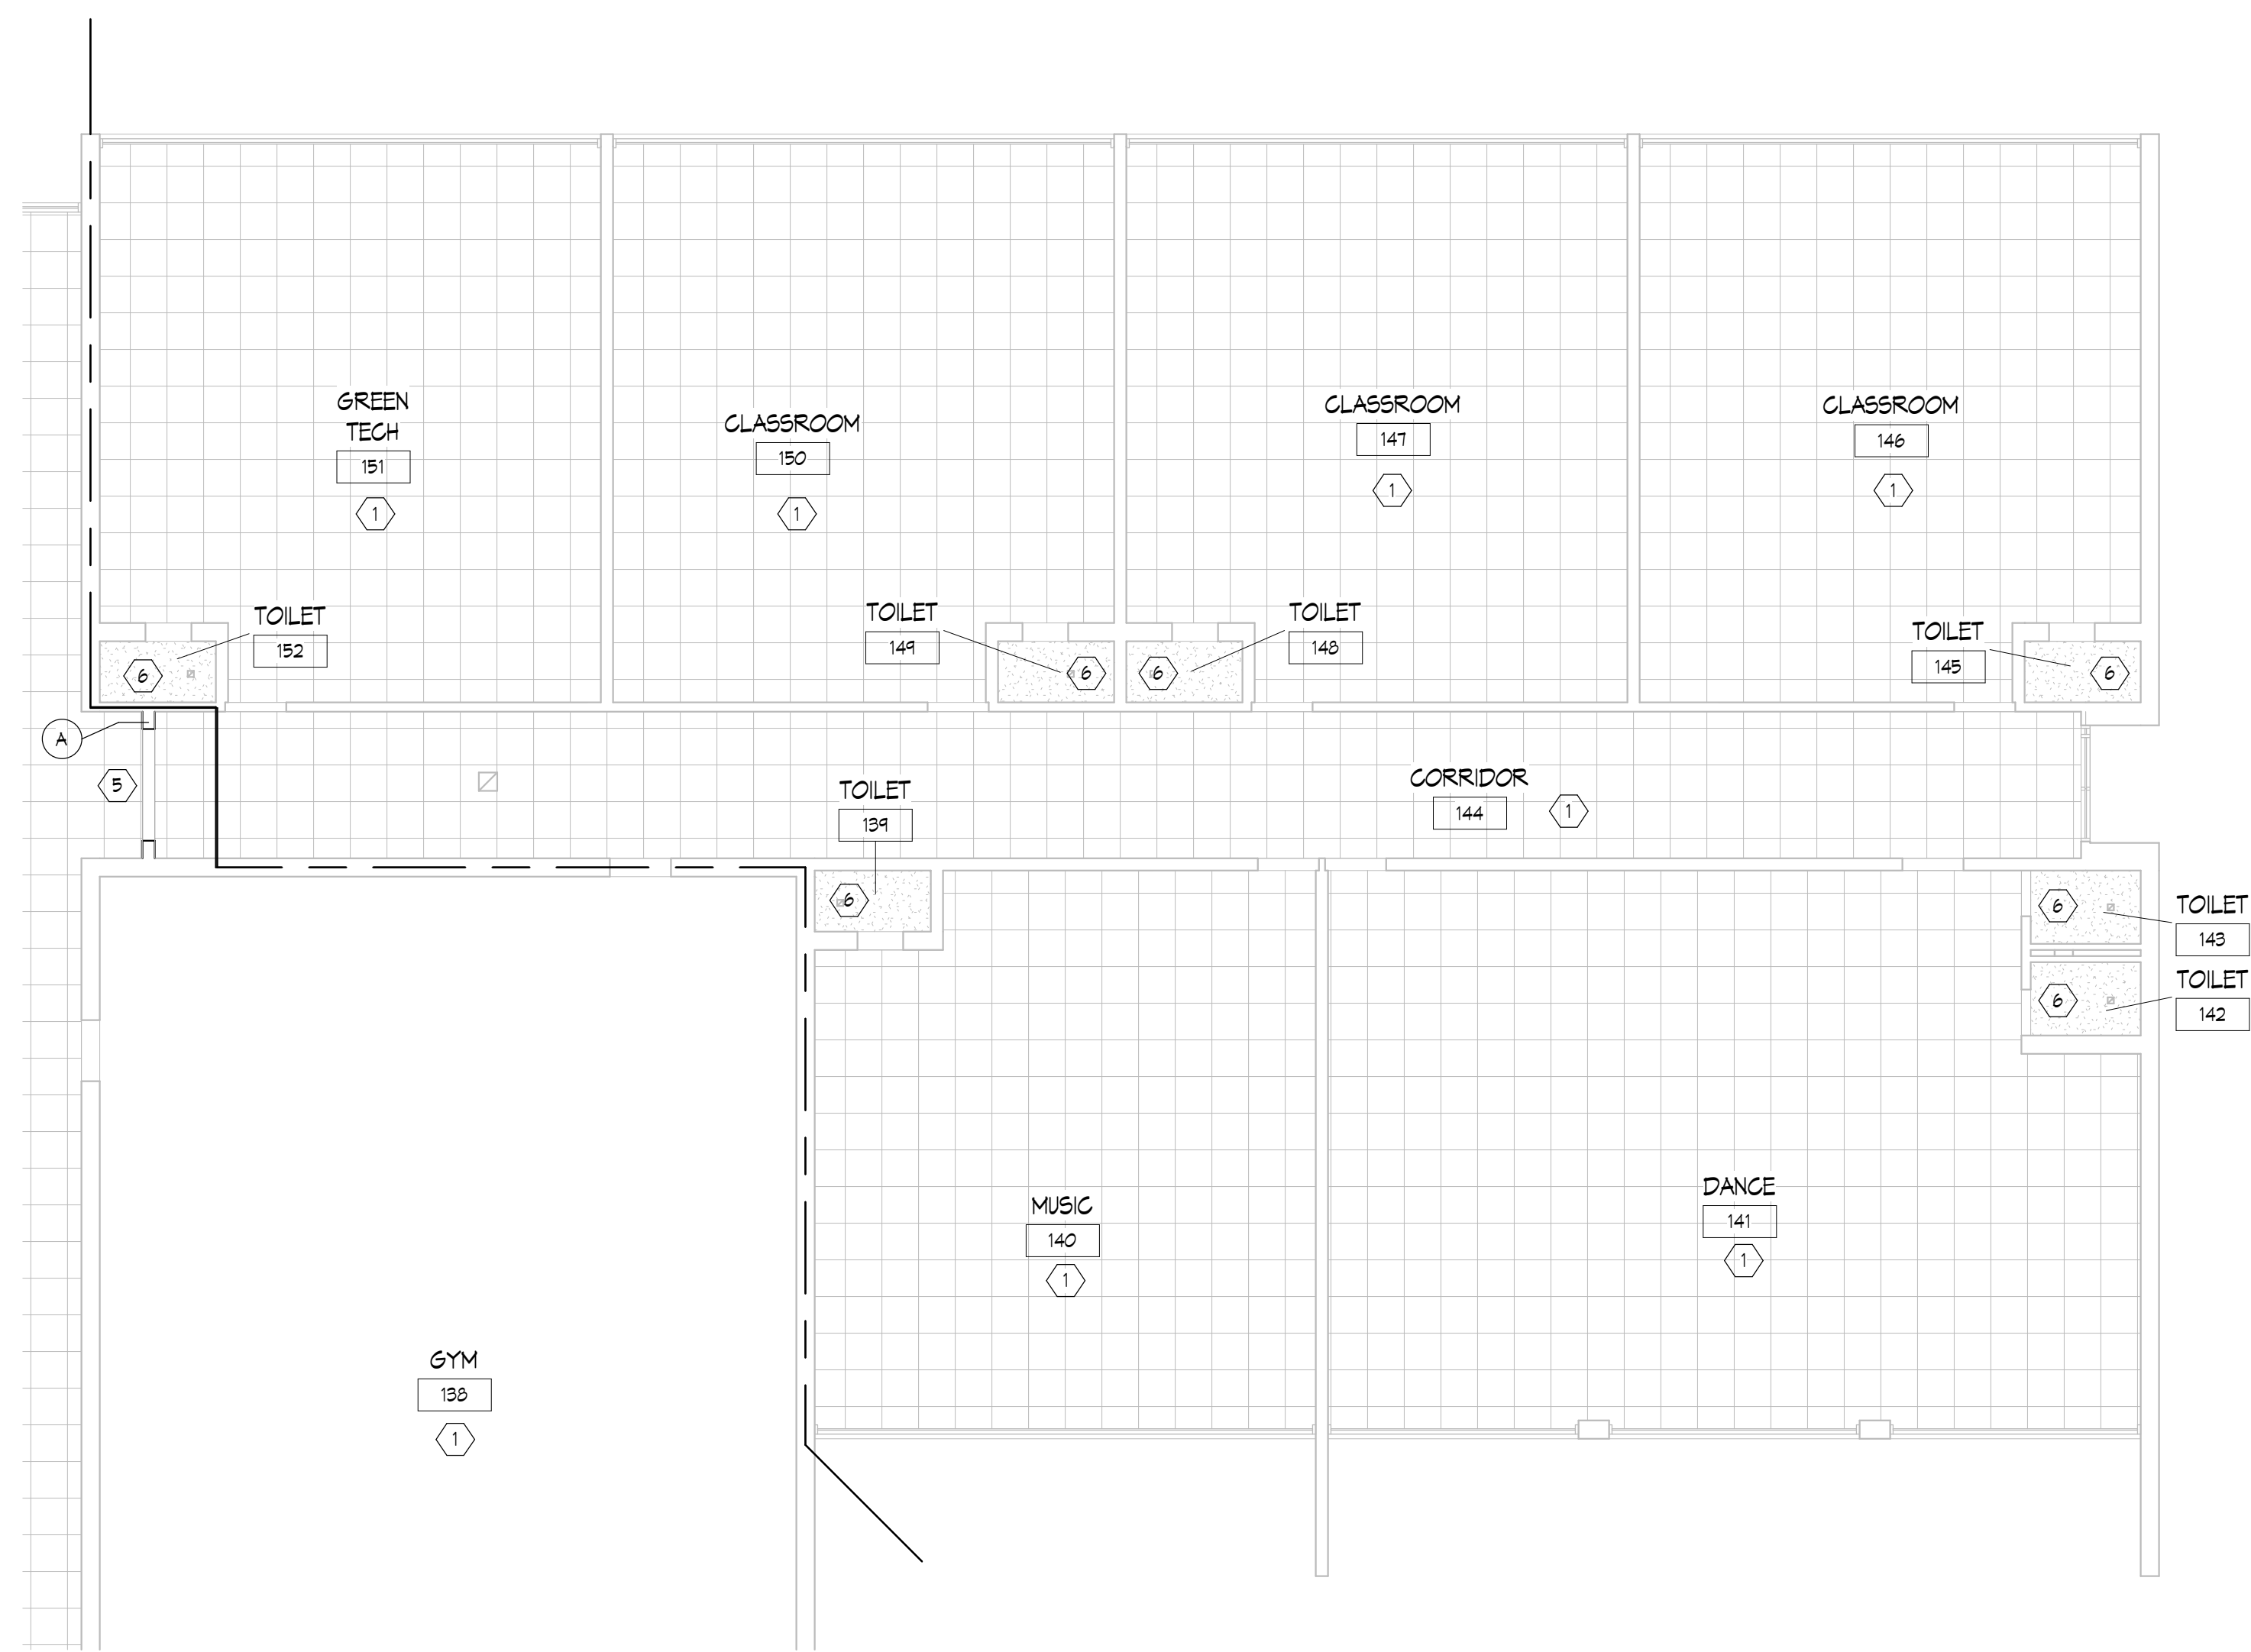 GREEN
TECH
151
1
CLASSROOM
150
1
CLASSROOM
147
1
CLASSROOM
146
1
TOILET
152
6
TOILET
149
6
TOILET
148
6
TOILET
145
6
A
5
TOILET
139
6
CORRIDOR
144
1
TOILET
143
6
TOILET
142
6
MUSIC
140
1
DANCE
141
1
GYM
138
1